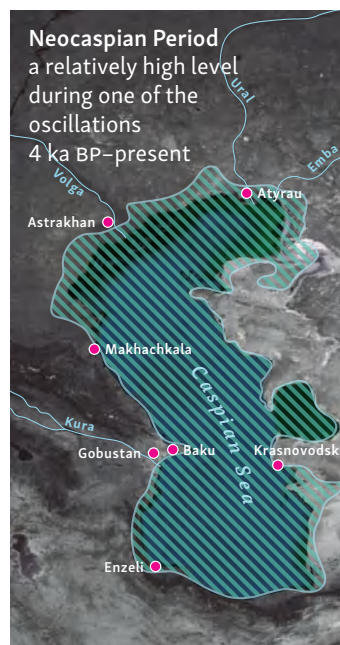 Neocaspian Period
a relatively high level
during one of the
oscillations
4 ka BP–present
Ural
Emba
Volga
Atyrau
Astrakhan
Makhachkala
Caspian Sea
Kura
Gobustan
Baku
Krasnovodsk
Enzeli